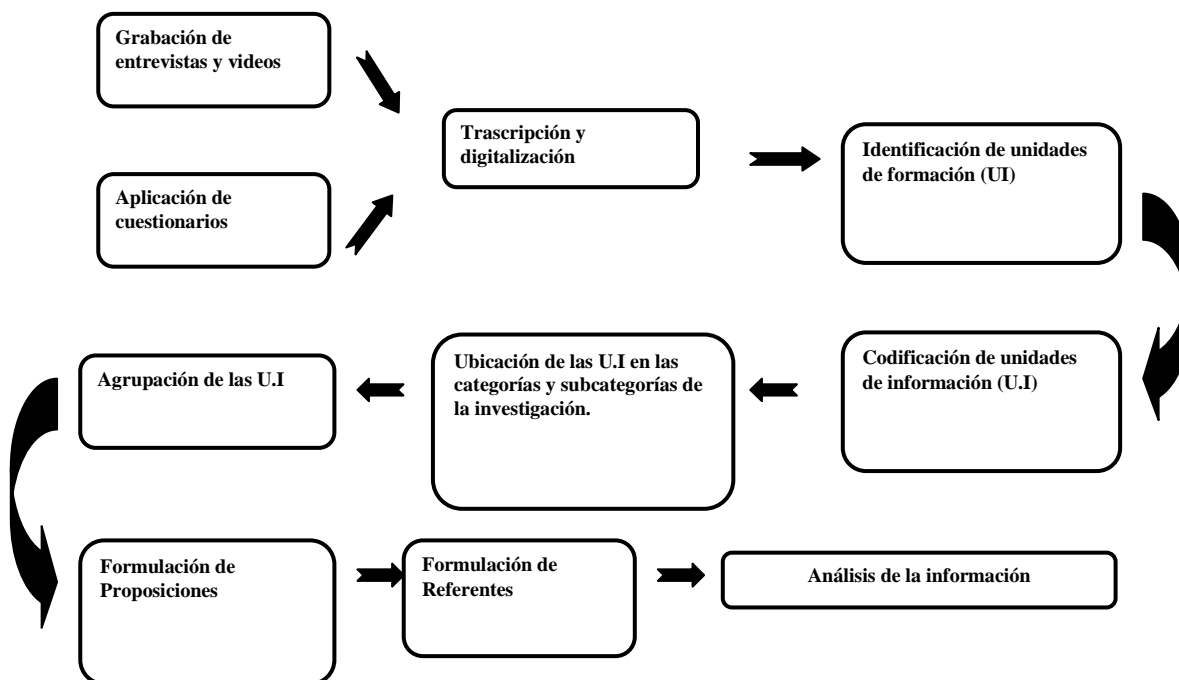 Grabación de
entrevistas y videos
Aplicación de
cuestionarios
Trascripción y
digitalización
Identificación de unidades
de formación (UI)
Codificación de unidades
de información (U.I)
Ubicación de las U.I en las
categorías y subcategorías de
la investigación.
Agrupación de las U.I
Formulación de
Proposiciones
Formulación de
Referentes
Análisis de la información